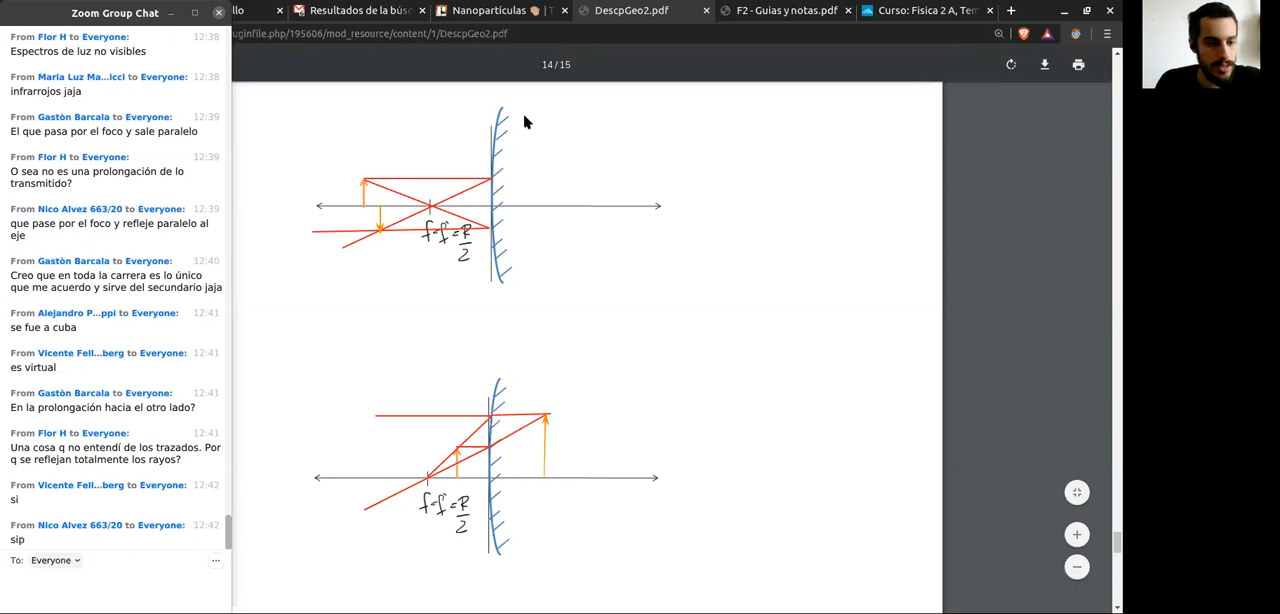 Zoom Group Chat
From Flor H to Everyone: 12:38
Espectros de luz no visibles
From Maria Luz Ma...icci to Everyone: 12:38
infrarrojos jaja
From Gastòn Barcala to Everyone: 12:39
El que pasa por el foco y sale paralelo
From Flor H to Everyone: 12:39
O sea no es una prolongación de lo
transmitido?
From Nico Alvez 663/20 to Everyone: 12:39
que pase por el foco y refleje paralelo al
eje
From Gastòn Barcala to Everyone: 12:40
Creo que en toda la carrera es lo único
que me acuerdo y sirve del secundario jaja
From Alejandro P...ppi to Everyone: 12:41
se fue a cuba
From Vicente Fell...berg to Everyone: 12:41
es virtual
From Gastòn Barcala to Everyone: 12:41
En la prolongación hacia el otro lado?
From Flor H to Everyone: 12:41
Una cosa q no entendí de los trazados. Por
q se reflejan totalmente los rayos?
From Vicente Fell...berg to Everyone: 12:42
si
From Nico Alvez 663/20 to Everyone: 12:42
sip
To: Everyone
llo
Resultados de la bús
Nanopartículas | T
DescpGeo2.pdf
F2 - Guias y notas.pdf
Curso: Fisica 2 A, Tem
uginfile.php/195606/mod_resource/content/1/DescpGeo2.pdf
14 / 15
f=f'=R/2
f=f'=R/2